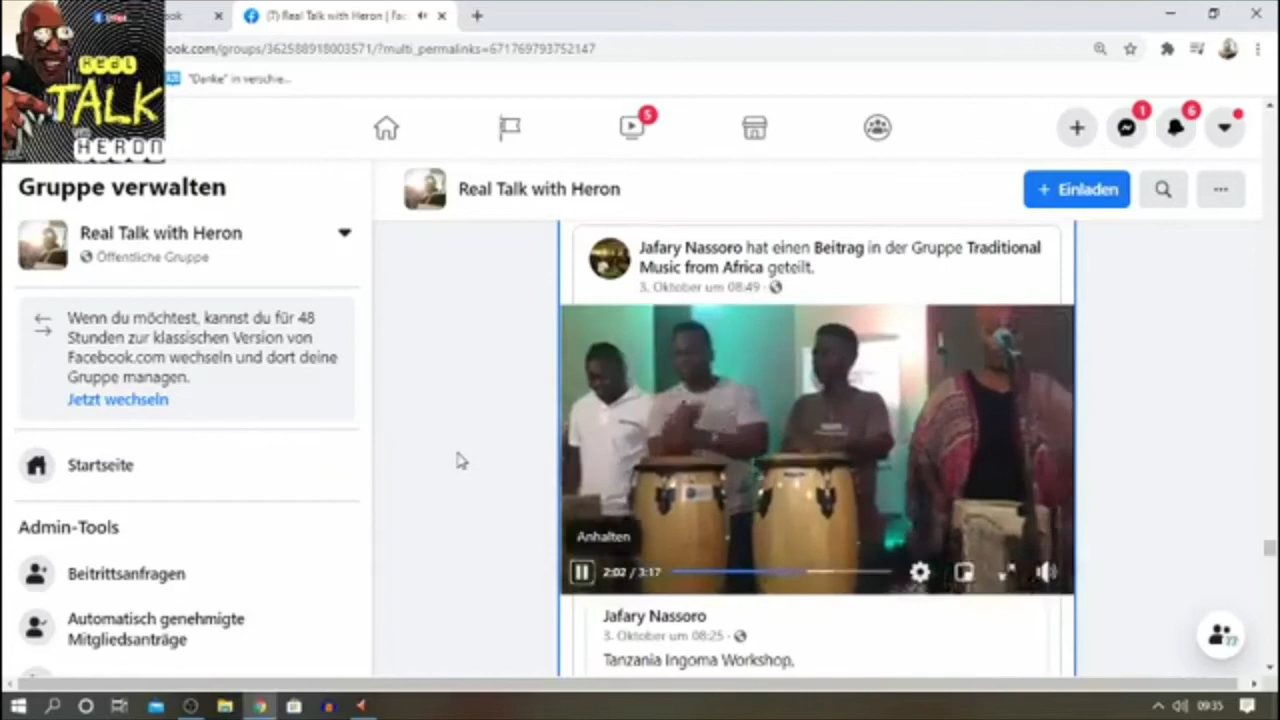 (7) Real Talk with Heron | Fac
ook.com/groups/362588918003571/?multi_permalinks=671769793752147
"Danke" in verschie...
REAL
TALK
HERON
5
1
6
Gruppe verwalten
Real Talk with Heron
Öffentliche Gruppe
Wenn du möchtest, kannst du für 48
Stunden zur klassischen Version von
Facebook.com wechseln und dort deine
Gruppe managen.
Jetzt wechseln
Startseite
Admin-Tools
Beitrittsanfragen
Automatisch genehmigte
Mitgliedsanträge
Real Talk with Heron
+ Einladen
Jafary Nassoro hat einen Beitrag in der Gruppe Traditional
Music from Africa geteilt.
3. Oktober um 08:49 ·
Anhalten
2:02 / 3:17
Jafary Nassoro
3. Oktober um 08:25 ·
Tanzania Ingoma Workshop,
09:35